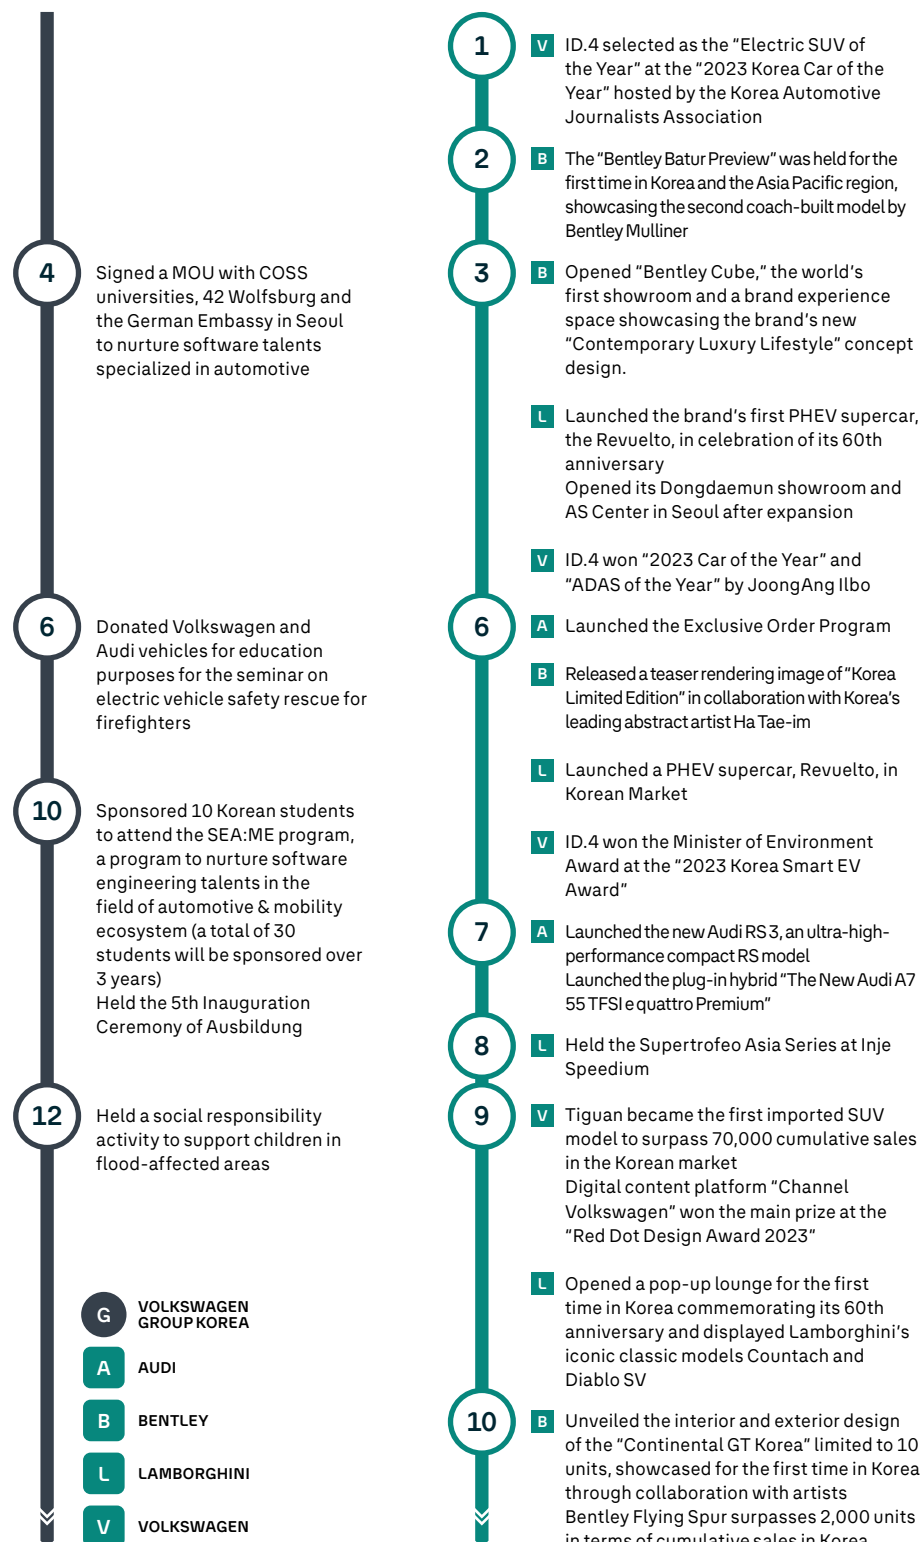 4
Signed a MOU with COSS
universities, 42 Wolfsburg and
the German Embassy in Seoul
to nurture software talents
specialized in automotive
6
Donated Volkswagen and
Audi vehicles for education
purposes for the seminar on
electric vehicle safety rescue for
firefighters
10
Sponsored 10 Korean students
to attend the SEA:ME program,
a program to nurture software
engineering talents in the
field of automotive & mobility
ecosystem (a total of 30
students will be sponsored over
3 years)
Held the 5th Inauguration
Ceremony of Ausbildung
12
Held a social responsibility
activity to support children in
flood-affected areas
G VOLKSWAGEN
GROUP KOREA
A AUDI
B BENTLEY
L LAMBORGHINI
V VOLKSWAGEN
1
V ID.4 selected as the “Electric SUV of
the Year” at the “2023 Korea Car of the
Year” hosted by the Korea Automotive
Journalists Association
2
B The “Bentley Batur Preview” was held for the
first time in Korea and the Asia Pacific region,
showcasing the second coach-built model by
Bentley Mulliner
3
B Opened “Bentley Cube,” the world’s
first showroom and a brand experience
space showcasing the brand’s new
“Contemporary Luxury Lifestyle” concept
design.
L Launched the brand’s first PHEV supercar,
the Revuelto, in celebration of its 60th
anniversary
Opened its Dongdaemun showroom and
AS Center in Seoul after expansion
V ID.4 won “2023 Car of the Year” and
“ADAS of the Year” by JoongAng Ilbo
6
A Launched the Exclusive Order Program
B Released a teaser rendering image of “Korea
Limited Edition” in collaboration with Korea’s
leading abstract artist Ha Tae-im
L Launched a PHEV supercar, Revuelto, in
Korean Market
V ID.4 won the Minister of Environment
Award at the “2023 Korea Smart EV
Award”
7
A Launched the new Audi RS 3, an ultra-high-
performance compact RS model
Launched the plug-in hybrid “The New Audi A7
55 TFSI e quattro Premium”
8
L Held the Supertrofeo Asia Series at Inje
Speedium
9
V Tiguan became the first imported SUV
model to surpass 70,000 cumulative sales
in the Korean market
Digital content platform “Channel
Volkswagen” won the main prize at the
“Red Dot Design Award 2023”
L Opened a pop-up lounge for the first
time in Korea commemorating its 60th
anniversary and displayed Lamborghini’s
iconic classic models Countach and
Diablo SV
10
B Unveiled the interior and exterior design
of the “Continental GT Korea” limited to 10
units, showcased for the first time in Korea
through collaboration with artists
Bentley Flying Spur surpasses 2,000 units
in terms of cumulative sales in Korea